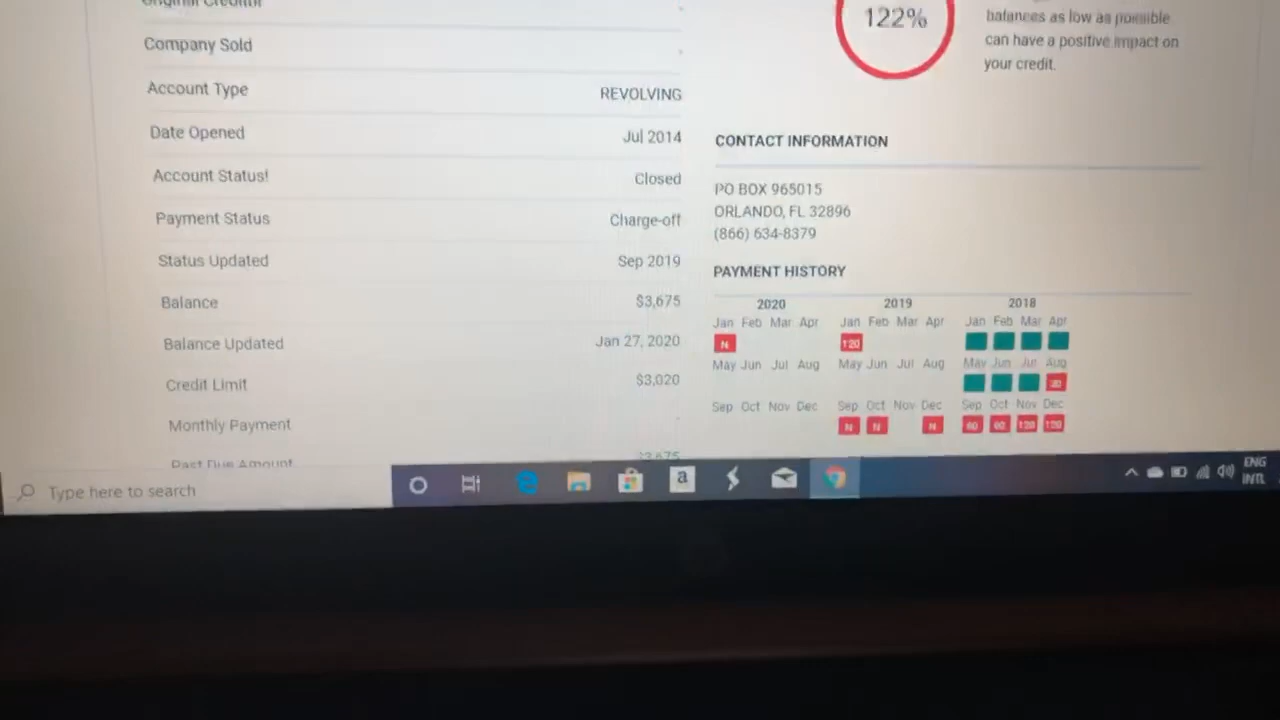 Original Creditor
Company Sold
Account Type REVOLVING
Date Opened Jul 2014
Account Status! Closed
Payment Status Charge-off
Status Updated Sep 2019
Balance $3,675
Balance Updated Jan 27, 2020
Credit Limit $3,020
Monthly Payment -
Past Due Amount
122%
balances as low as possible
can have a positive impact on
your credit.
CONTACT INFORMATION
PO BOX 965015
ORLANDO, FL 32896
(866) 634-8379
PAYMENT HISTORY
2020 2019 2018
Jan Feb Mar Apr Jan Feb Mar Apr Jan Feb Mar Apr
N 120
May Jun Jul Aug May Jun Jul Aug May Jun Jul Aug
30
Sep Oct Nov Dec Sep Oct Nov Dec Sep Oct Nov Dec
N N N 60 120 120
Type here to search
a
ENG
INTL